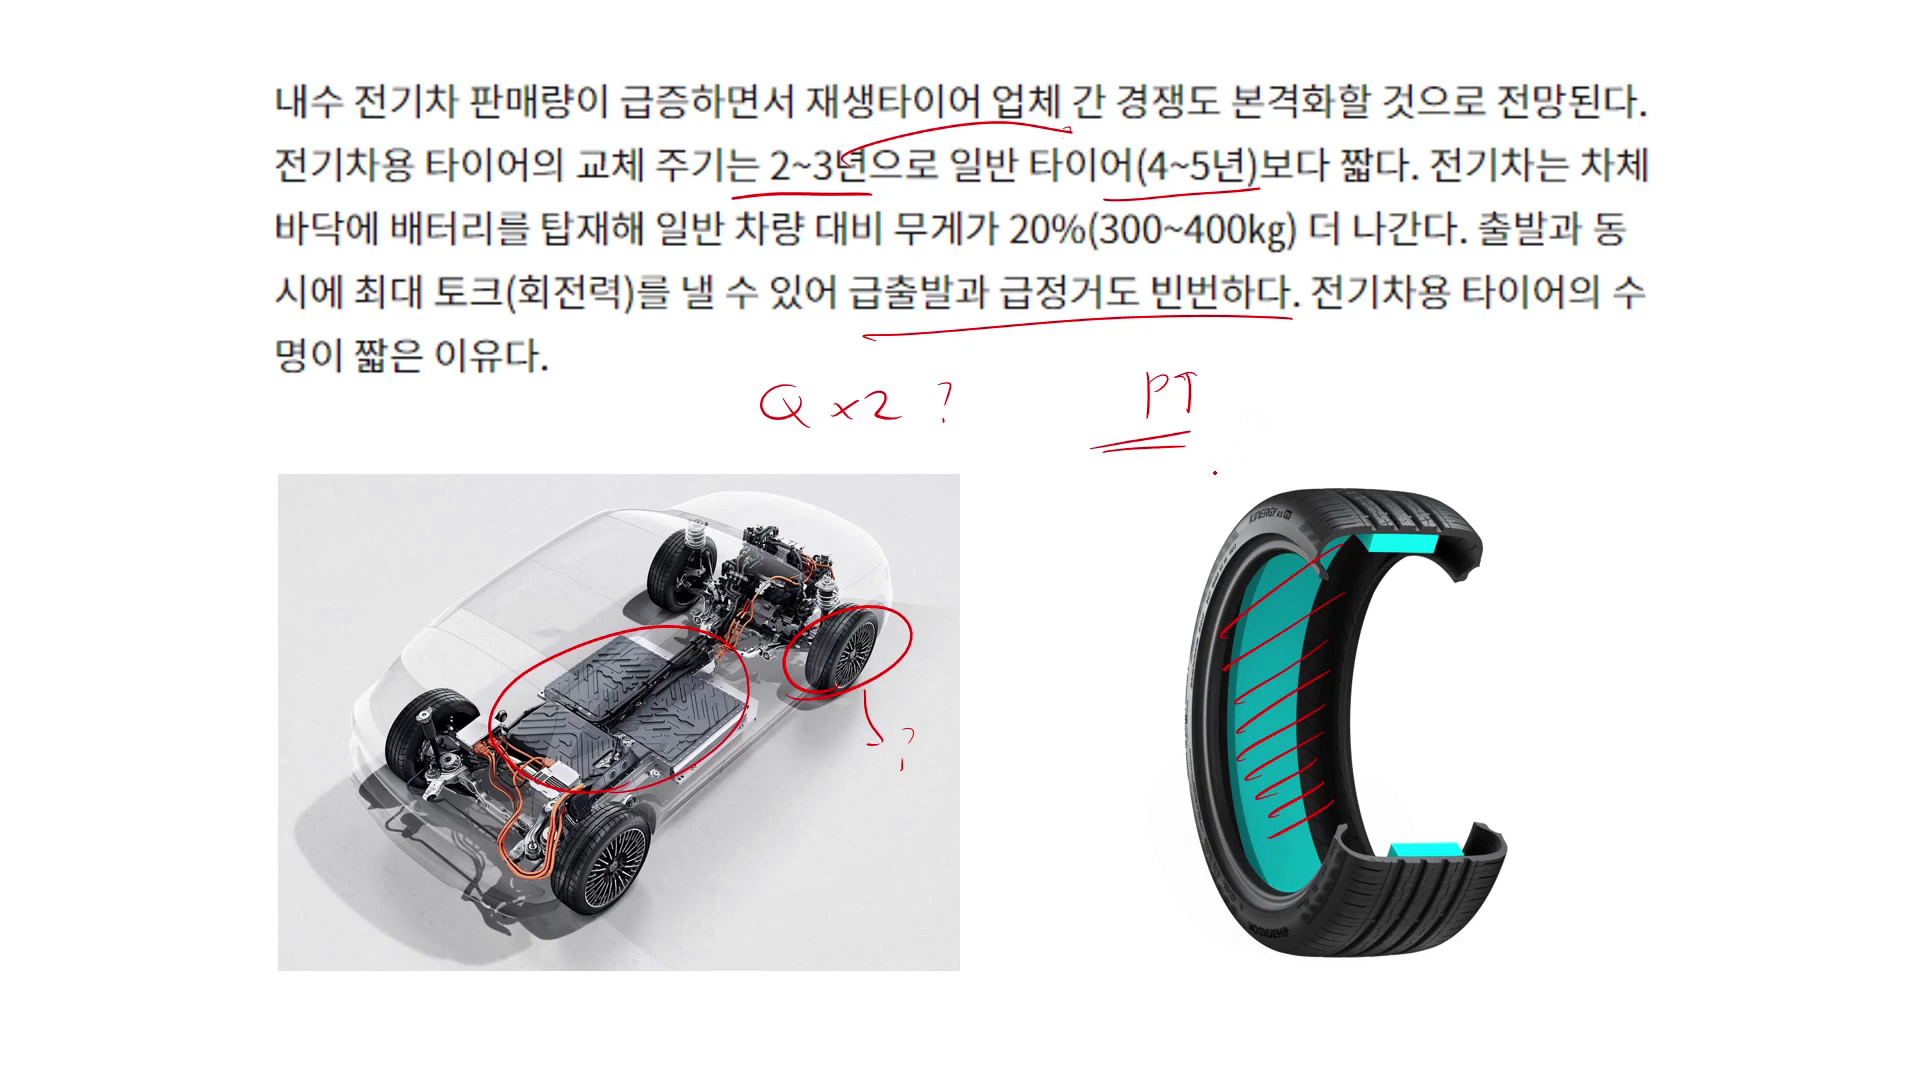 내수 전기차 판매량이 급증하면서 재생타이어 업체 간 경쟁도 본격화할 것으로 전망된다.
전기차용 타이어의 교체 주기는 2~3년으로 일반 타이어(4~5년)보다 짧다. 전기차는 차체
바닥에 배터리를 탑재해 일반 차량 대비 무게가 20%(300~400kg) 더 나간다. 출발과 동
시에 최대 토크(회전력)를 낼 수 있어 급출발과 급정거도 빈번하다. 전기차용 타이어의 수
명이 짧은 이유다.
Q x2 ?
PT
?
KINERGY AS
Hankook